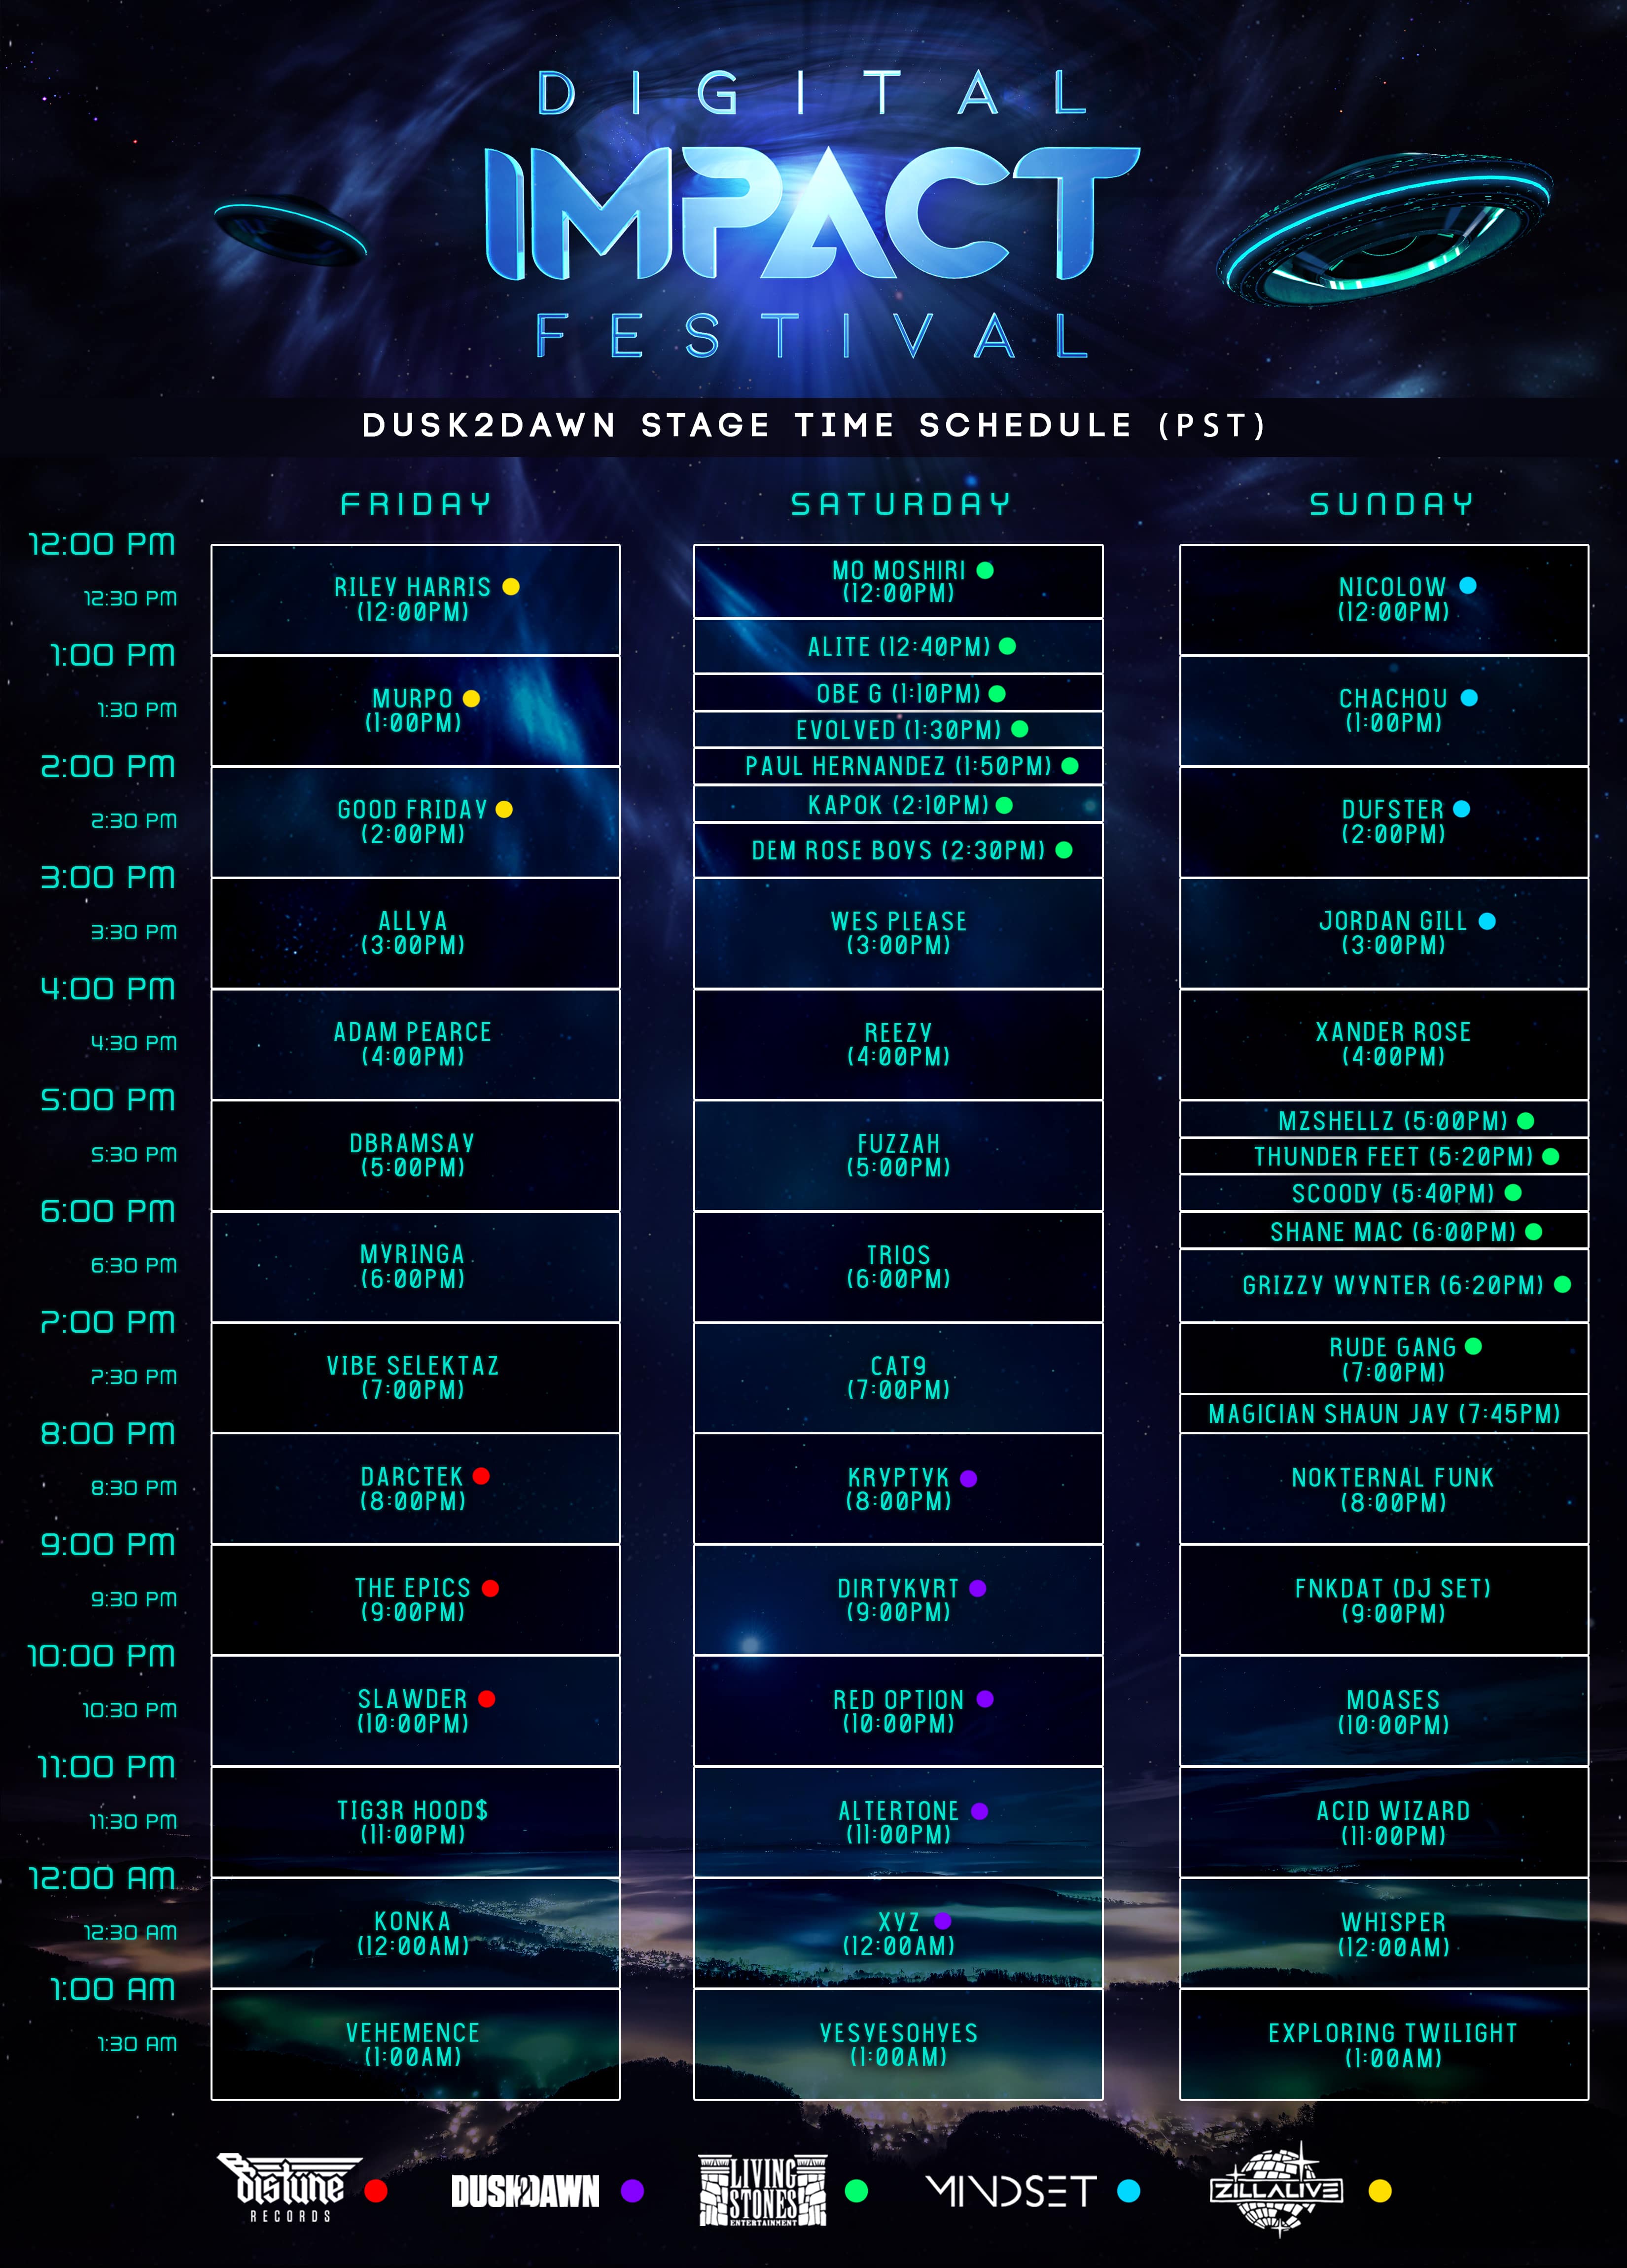 DIGITAL
IMPACT
FESTIVAL
DUSK2DAWN STAGE TIME SCHEDULE (PST)
FRIDAY
SATURDAY
SUNDAY
12:00 PM
12:30 PM
1:00 PM
1:30 PM
2:00 PM
2:30 PM
3:00 PM
3:30 PM
4:00 PM
4:30 PM
5:00 PM
5:30 PM
6:00 PM
6:30 PM
7:00 PM
7:30 PM
8:00 PM
8:30 PM
9:00 PM
9:30 PM
10:00 PM
10:30 PM
11:00 PM
11:30 PM
12:00 AM
12:30 AM
1:00 AM
1:30 AM
RILEY HARRIS
(12:00PM)
MURPO
(1:00PM)
GOOD FRIDAY
(2:00PM)
ALLVA
(3:00PM)
ADAM PEARCE
(4:00PM)
DBRAMSAY
(5:00PM)
MYRINGA
(6:00PM)
VIBE SELEKTAZ
(7:00PM)
DARCTEK
(8:00PM)
THE EPICS
(9:00PM)
SLAWDER
(10:00PM)
TIG3R HOOD$
(11:00PM)
KONKA
(12:00AM)
VEHEMENCE
(1:00AM)
MO MOSHIRI
(12:00PM)
ALITE (12:40PM)
OBE G (1:10PM)
EVOLVED (1:30PM)
PAUL HERNANDEZ (1:50PM)
KAPOK (2:10PM)
DEM ROSE BOYS (2:30PM)
WES PLEASE
(3:00PM)
REEZY
(4:00PM)
FUZZAH
(5:00PM)
TRIOS
(6:00PM)
CAT9
(7:00PM)
KRYPTYK
(8:00PM)
DIRTYKVRT
(9:00PM)
RED OPTION
(10:00PM)
ALTERTONE
(11:00PM)
XYZ
(12:00AM)
YESYESOHYES
(1:00AM)
NICOLOW
(12:00PM)
CHACHOU
(1:00PM)
DUFSTER
(2:00PM)
JORDAN GILL
(3:00PM)
XANDER ROSE
(4:00PM)
MZSHELLZ (5:00PM)
THUNDER FEET (5:20PM)
SCOODY (5:40PM)
SHANE MAC (6:00PM)
GRIZZY WYNTER (6:20PM)
RUDE GANG
(7:00PM)
MAGICIAN SHAUN JAY (7:45PM)
NOKTERNAL FUNK
(8:00PM)
FNKDAT (DJ SET)
(9:00PM)
MOASES
(10:00PM)
ACID WIZARD
(11:00PM)
WHISPER
(12:00AM)
EXPLORING TWILIGHT
(1:00AM)
DISTUNE
RECORDS
DUSK2DAWN
LIVING
STONES
ENTERTAINMENT
MINDSET
ZILLALIVE